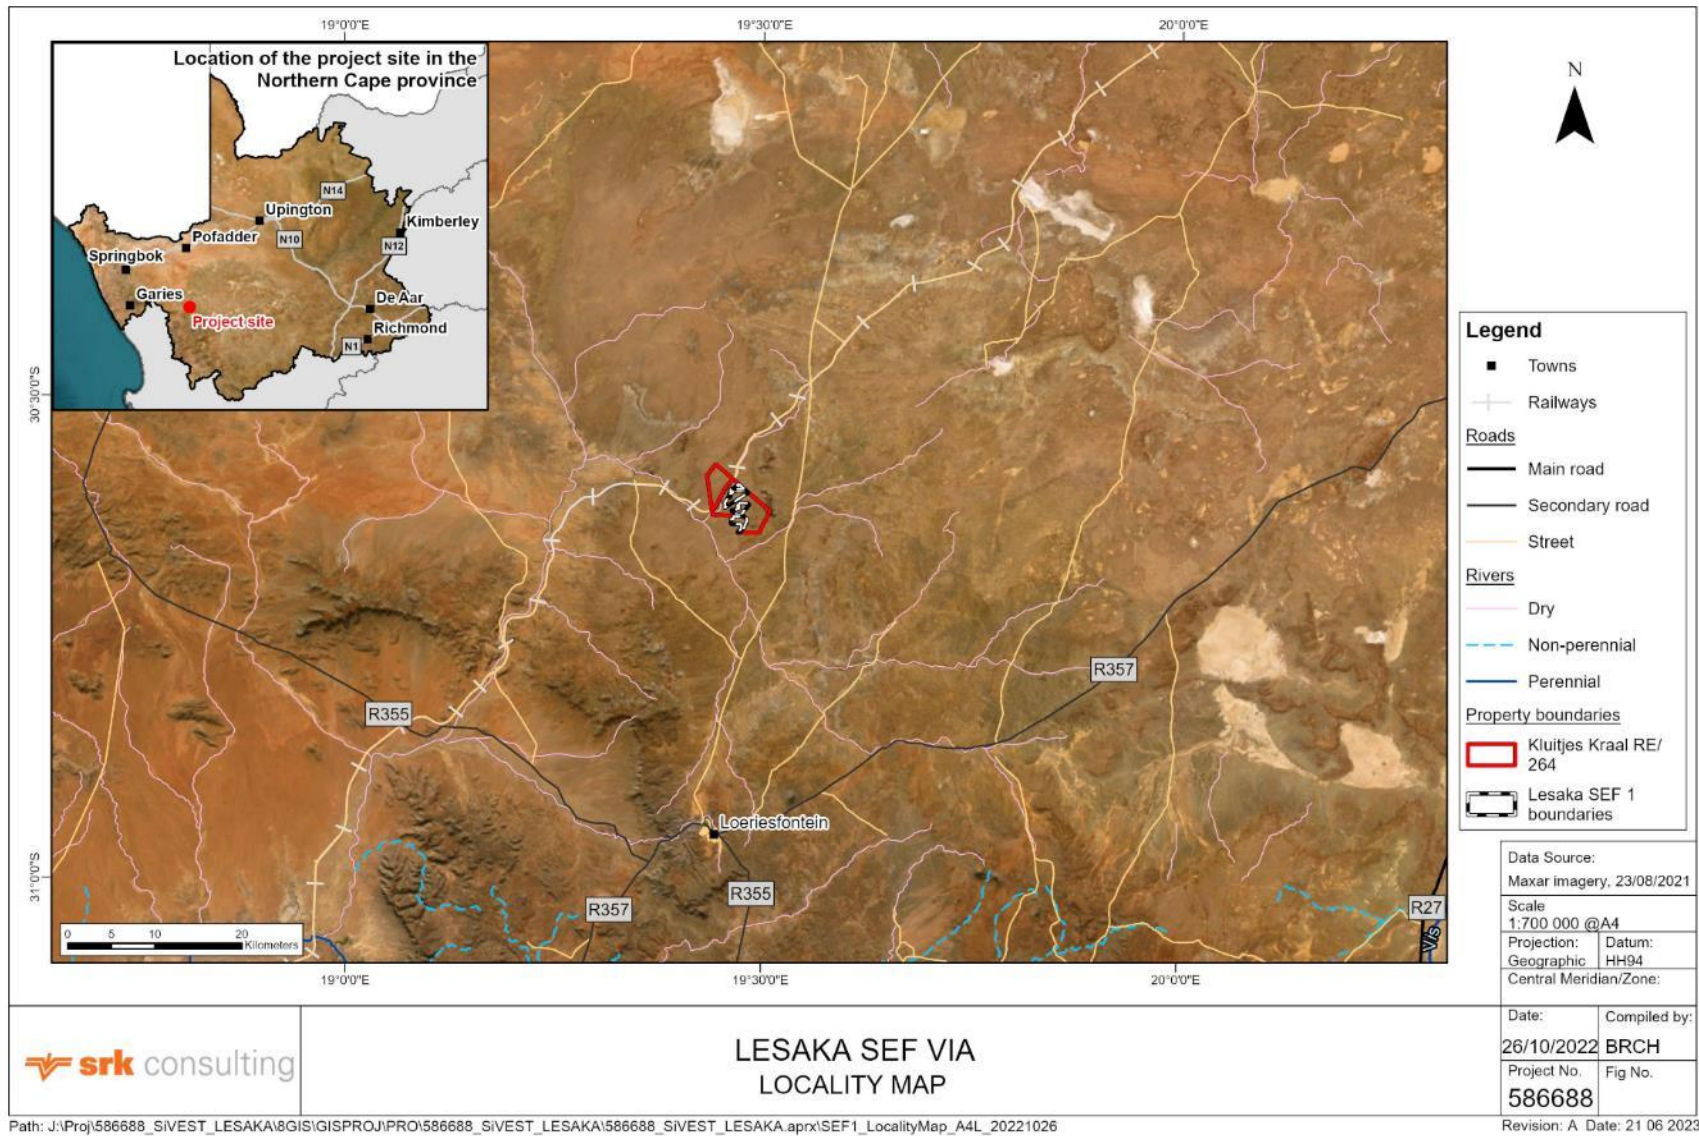 19°0'0"E
19°30'0"E
20°0'0"E
Location of the project site in the
Northern Cape province
N14
Upington
Kimberley
N10
N12
Pofadder
Springbok
Garies
Project site
De Aar
Richmond
N1
30°30'0"S
31°0'0"S
R357
R355
Loeriesfontein
R357
R355
R27
Vis
0 5 10 20
Kilometers
19°0'0"E
19°30'0"E
20°0'0"E
N
Legend
Towns
Railways
Roads
Main road
Secondary road
Street
Rivers
Dry
Non-perennial
Perennial
Property boundaries
Kluitjes Kraal RE/
264
Lesaka SEF 1
boundaries
Data Source:
Maxar imagery, 23/08/2021
Scale
1:700 000 @A4
Projection:
Geographic
Datum:
HH94
Central Meridian/Zone:
Date:
26/10/2022
Compiled by:
BRCH
Project No.
586688
Fig No.
srk consulting
LESAKA SEF VIA
LOCALITY MAP
Path: J:\Proj\586688_SiVEST_LESAKA\8GIS\GISPROJ\PRO\586688_SiVEST_LESAKA\586688_SiVEST_LESAKA.aprx\SEF1_LocalityMap_A4L_20221026
Revision: A Date: 21 06 2023